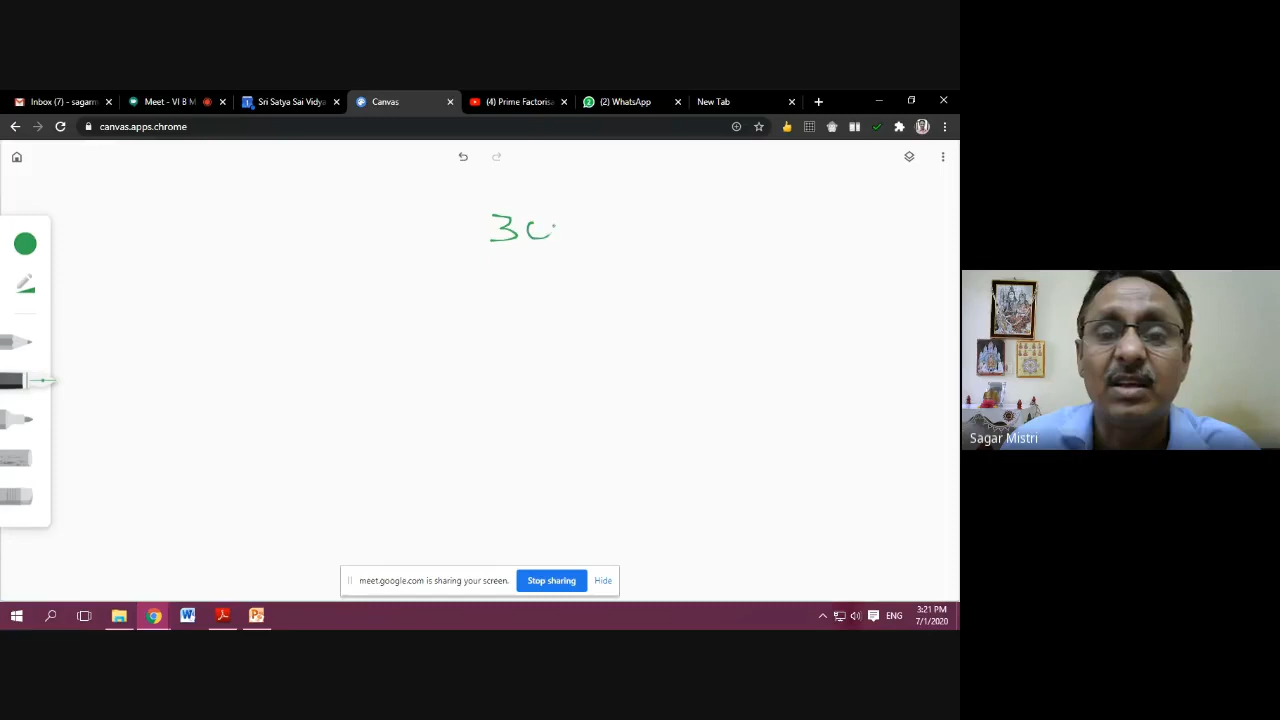 Inbox (7) - sagarm
Meet - VI B M
Sri Satya Sai Vidya
Canvas
(4) Prime Factorisa
(2) WhatsApp
New Tab
canvas.apps.chrome
Sagar Mistri
meet.google.com is sharing your screen.
Stop sharing
Hide
ENG
3:21 PM
7/1/2020